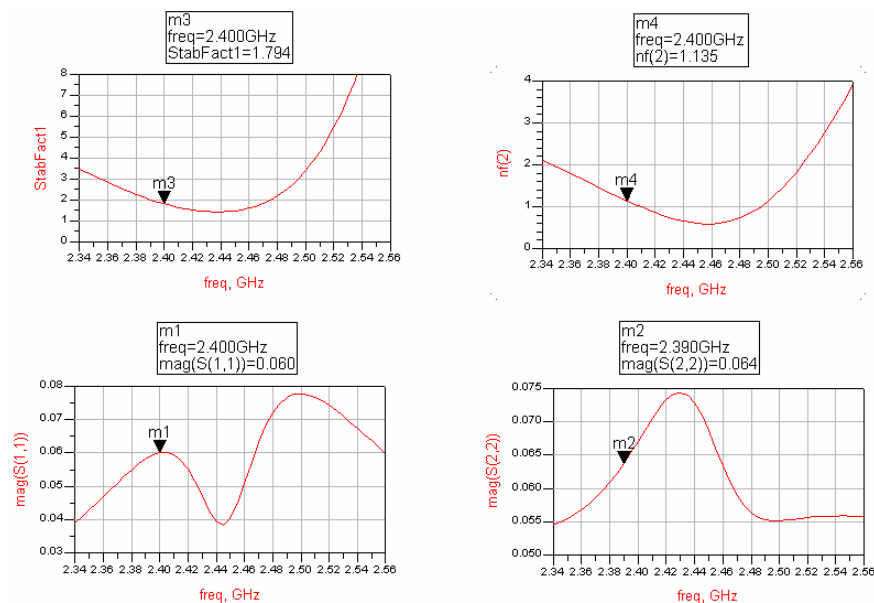 m3
freq=2.400GHz
StabFact1=1.794
m4
freq=2.400GHz
nf(2)=1.135
8
7
6
5
4
3
2
1
0
StabFact1
m3
2.34 2.36 2.38 2.40 2.42 2.44 2.46 2.48 2.50 2.52 2.54 2.56
freq, GHz
4
3
2
1
0
nf(2)
m4
2.34 2.36 2.38 2.40 2.42 2.44 2.46 2.48 2.50 2.52 2.54 2.56
freq, GHz
m1
freq=2.400GHz
mag(S(1,1))=0.060
m2
freq=2.390GHz
mag(S(2,2))=0.064
0.08
0.07
0.06
0.05
0.04
0.03
mag(S(1,1))
m1
2.34 2.36 2.38 2.40 2.42 2.44 2.46 2.48 2.50 2.52 2.54 2.56
freq, GHz
0.075
0.070
0.065
0.060
0.055
0.050
mag(S(2,2))
m2
2.34 2.36 2.38 2.40 2.42 2.44 2.46 2.48 2.50 2.52 2.54 2.56
freq, GHz